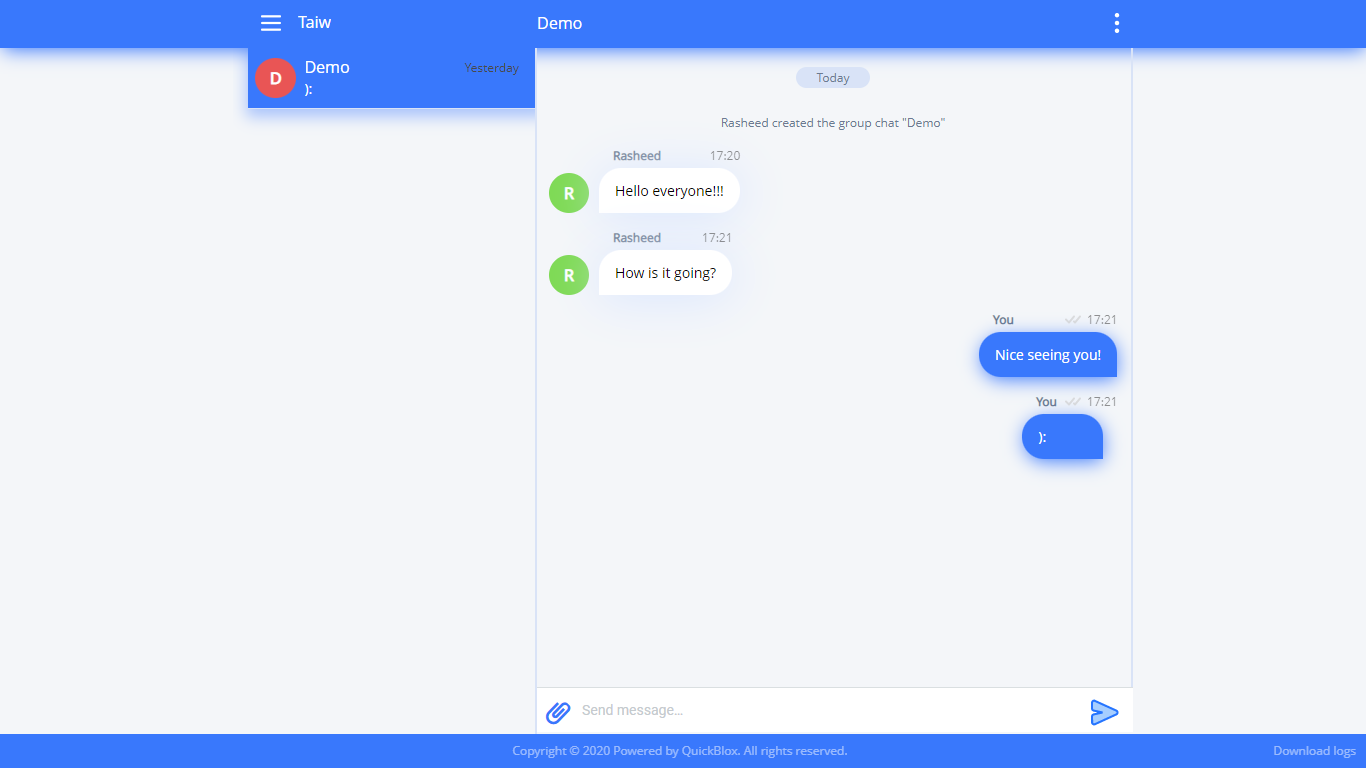 Taiw
Demo
D
Demo
Yesterday
):
Today
Rasheed created the group chat "Demo"
Rasheed 17:20
R
Hello everyone!!!
Rasheed 17:21
R
How is it going?
You 17:21
Nice seeing you!
You 17:21
):
Send message...
Copyright © 2020 Powered by QuickBlox. All rights reserved.
Download logs